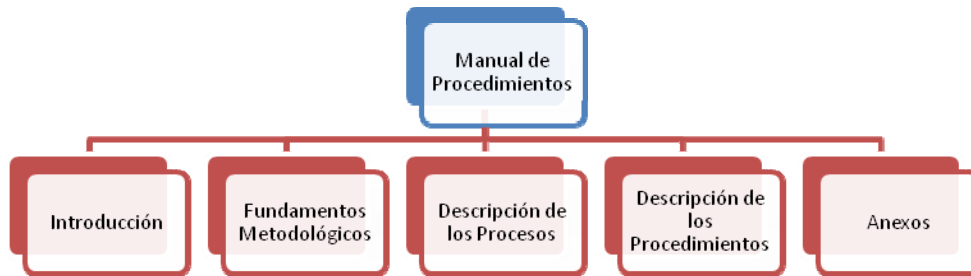 Manual de
Procedimientos
Introducción
Fundamentos
Metodológicos
Descripción de
los Procesos
Descripción de
los
Procedimientos
Anexos